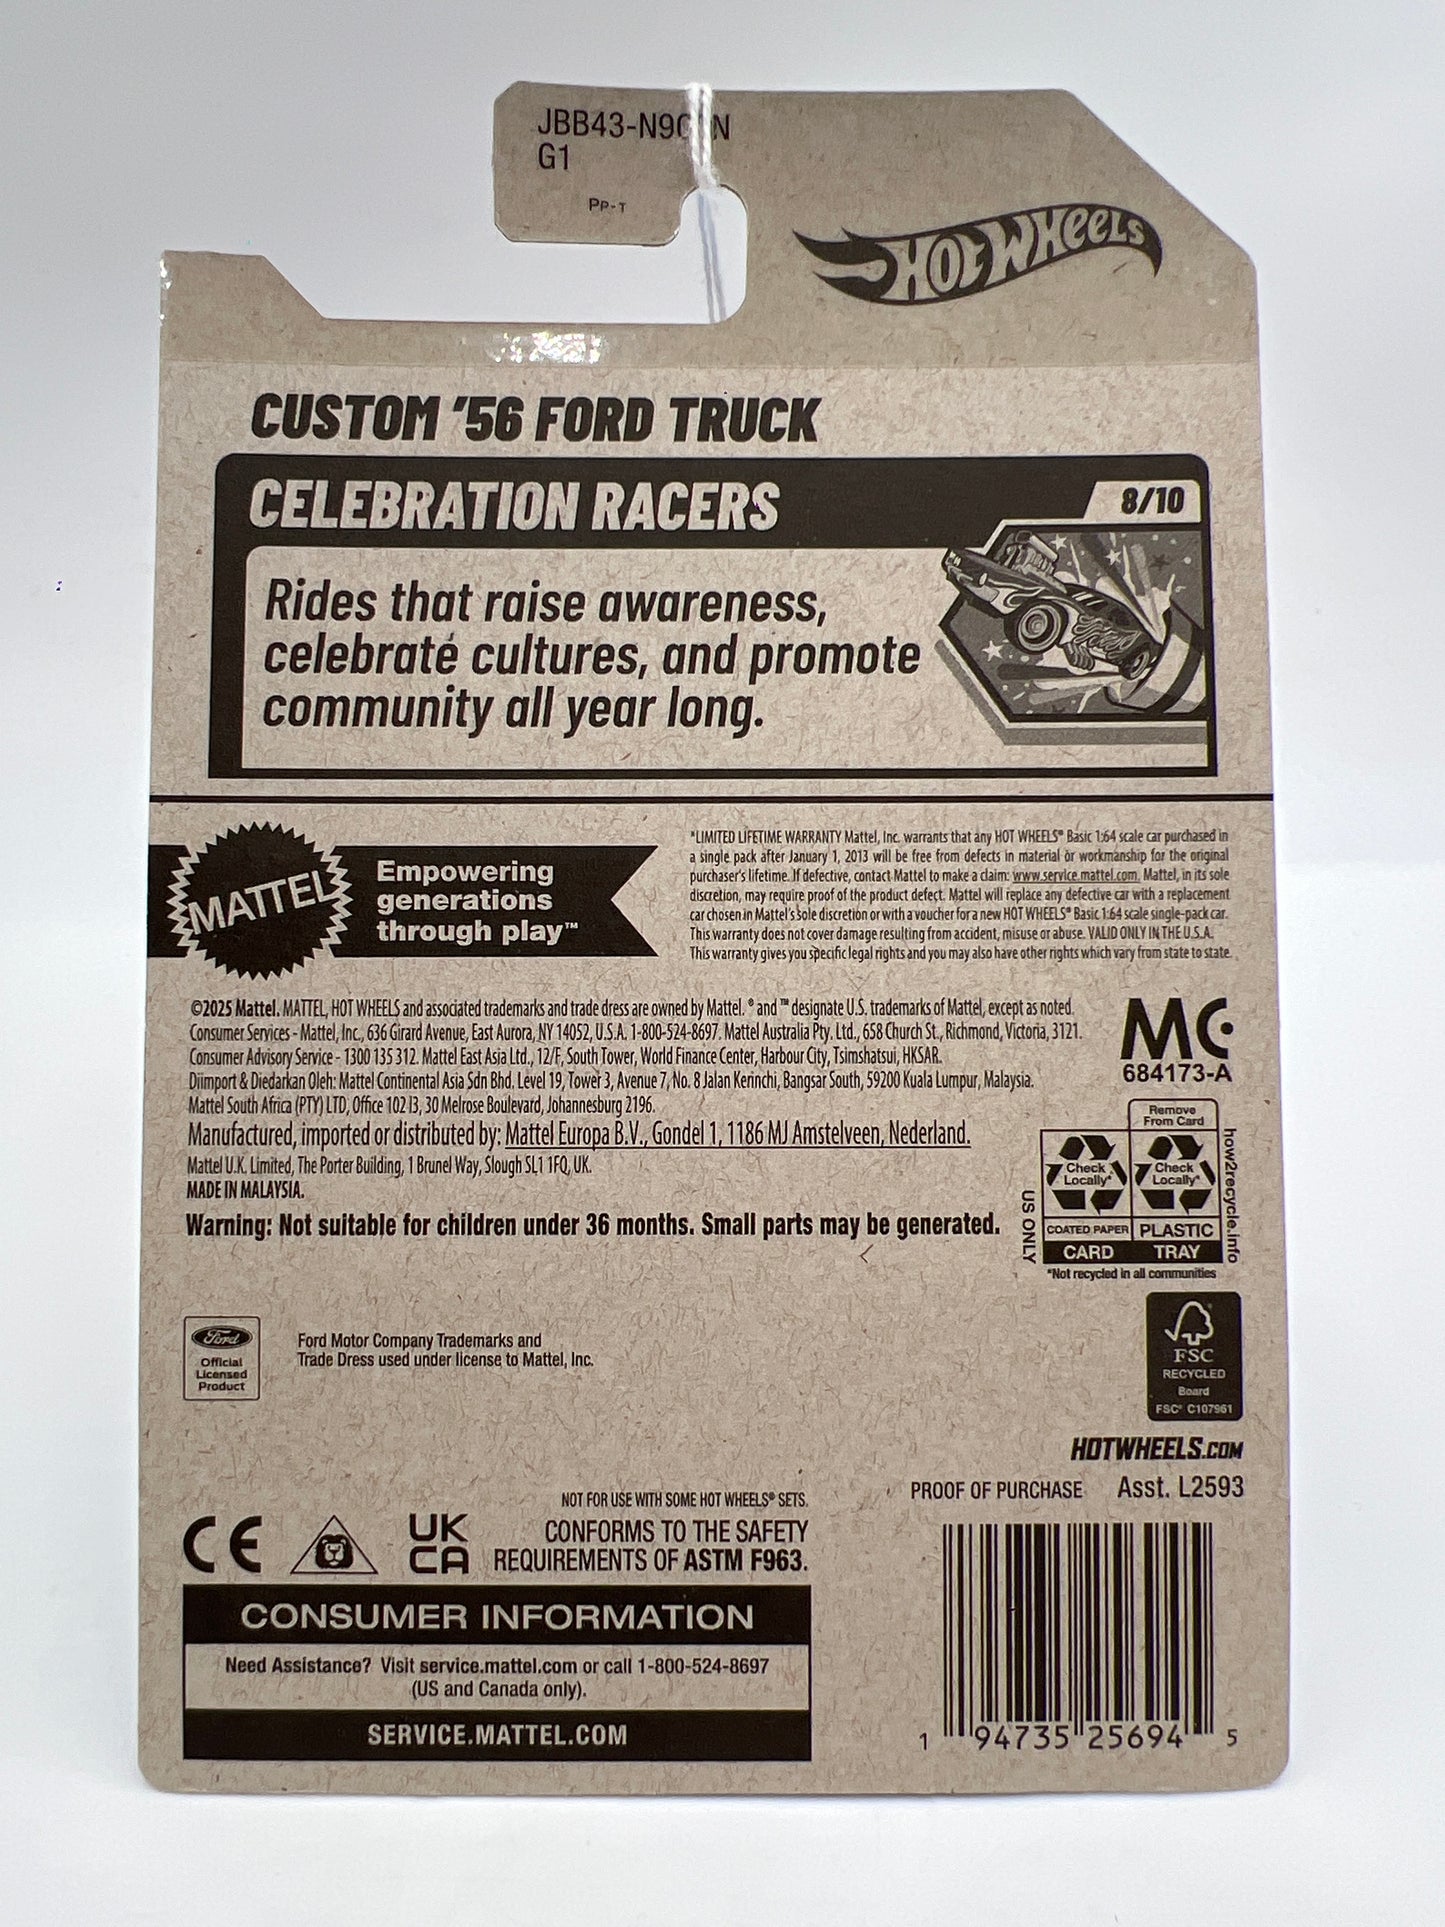 JBB43-N9
G1
PP-T
HOT WHEELS
CUSTOM '56 FORD TRUCK
CELEBRATION RACERS
8/10
Rides that raise awareness,
celebrate cultures, and promote
community all year long.
MATTEL
Empowering
generations
through play™
*LIMITED LIFETIME WARRANTY Mattel, Inc. warrants that any HOT WHEELS® Basic 1:64 scale car purchased in
a single pack after January 1, 2013 will be free from defects in material or workmanship for the original
purchaser's lifetime. If defective, contact Mattel to make a claim: www.service.mattel.com. Mattel, in its sole
discretion, may require proof of the product defect. Mattel will replace any defective car with a replacement
car chosen in Mattel's sole discretion or with a voucher for a new HOT WHEELS® Basic 1:64 scale single-pack car.
This warranty does not cover damage resulting from accident, misuse or abuse. VALID ONLY IN THE U.S.A.
This warranty gives you specific legal rights and you may also have other rights which vary from state to state.
©2025 Mattel. MATTEL, HOT WHEELS and associated trademarks and trade dress are owned by Mattel. ® and ™ designate U.S. trademarks of Mattel, except as noted.
Consumer Services - Mattel, Inc., 636 Girard Avenue, East Aurora, NY 14052, U.S.A. 1-800-524-8697. Mattel Australia Pty. Ltd., 658 Church St., Richmond, Victoria, 3121.
Consumer Advisory Service - 1300 135 312. Mattel East Asia Ltd., 12/F, South Tower, World Finance Center, Harbour City, Tsimshatsui, HKSAR.
Diimport & Diedarkan Oleh: Mattel Continental Asia Sdn Bhd. Level 19, Tower 3, Avenue 7, No. 8 Jalan Kerinchi, Bangsar South, 59200 Kuala Lumpur, Malaysia.
Mattel South Africa (PTY) LTD, Office 102 I3, 30 Melrose Boulevard, Johannesburg 2196.
Manufactured, imported or distributed by: Mattel Europa B.V., Gondel 1, 1186 MJ Amstelveen, Nederland.
Mattel U.K. Limited, The Porter Building, 1 Brunel Way, Slough SL1 1FQ, UK.
MADE IN MALAYSIA.
Warning: Not suitable for children under 36 months. Small parts may be generated.
MC
684173-A
Remove
From Card
Check
Locally*
Check
Locally*
COATED PAPER
PLASTIC
CARD
TRAY
US ONLY
how2recycle.info
*Not recycled in all communities
Ford
Official
Licensed
Product
Ford Motor Company Trademarks and
Trade Dress used under license to Mattel, Inc.
FSC
RECYCLED
Board
FSC® C107961
HOTWHEELS.COM
PROOF OF PURCHASE Asst. L2593
NOT FOR USE WITH SOME HOT WHEELS® SETS.
CE
UK
CA
CONFORMS TO THE SAFETY
REQUIREMENTS OF ASTM F963.
CONSUMER INFORMATION
Need Assistance? Visit service.mattel.com or call 1-800-524-8697
(US and Canada only).
SERVICE.MATTEL.COM
1 94735 25694 5